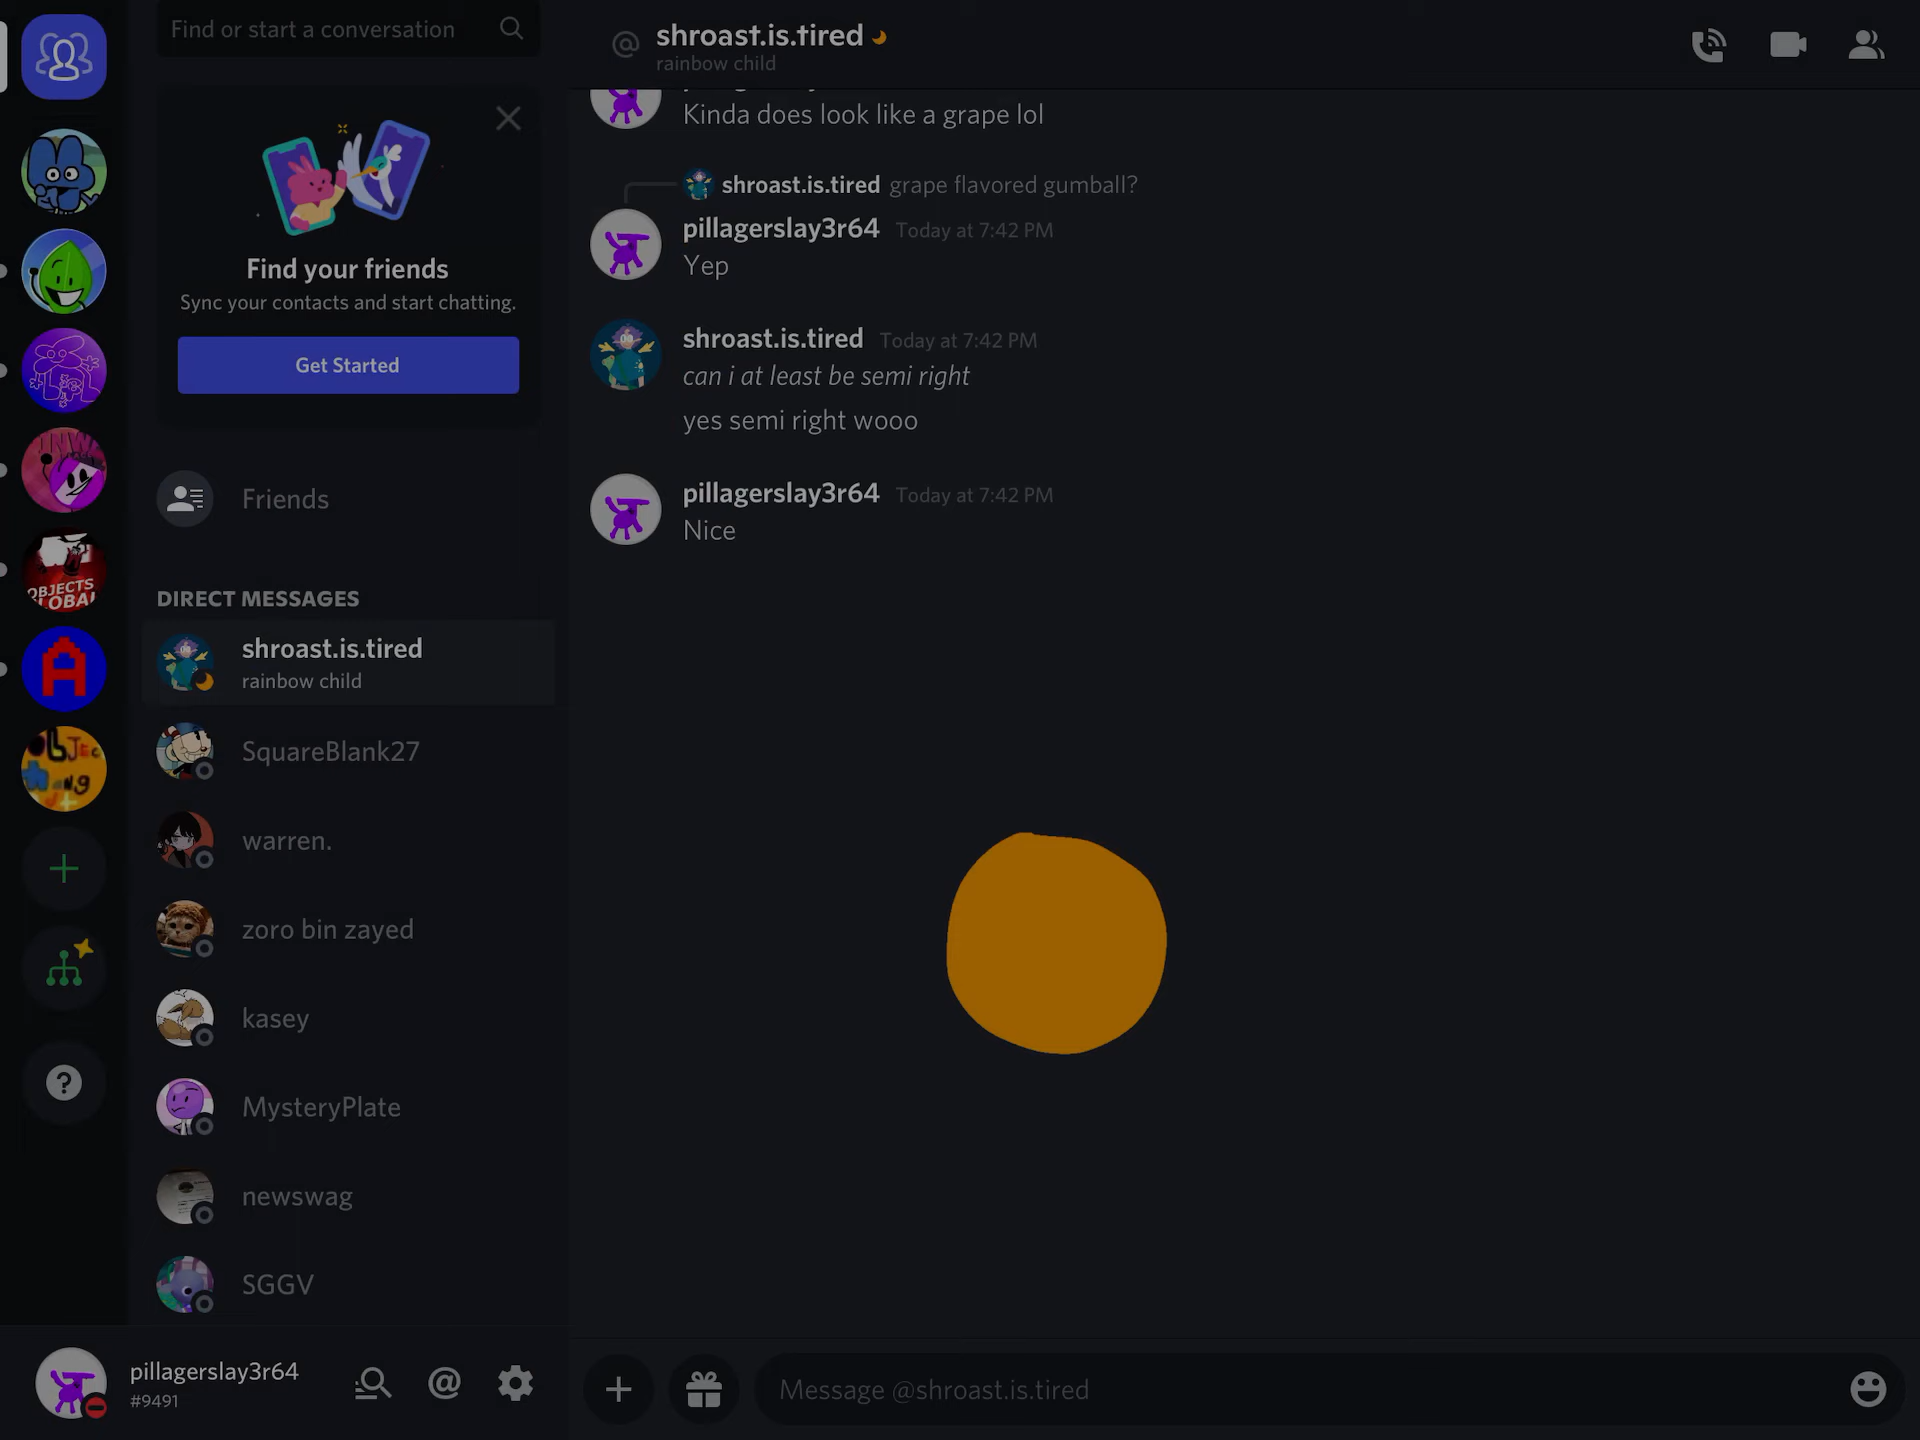 Find or start a conversation
Find your friends
Sync your contacts and start chatting.
Get Started
Friends
DIRECT MESSAGES
shroast.is.tired
rainbow child
SquareBlank27
warren.
zoro bin zayed
kasey
MysteryPlate
newswag
SGGV
pillagerslay3r64
#9491
OBJECTS
A
@ shroast.is.tired
rainbow child
Kinda does look like a grape lol
shroast.is.tired grape flavored gumball?
pillagerslay3r64 Today at 7:42 PM
Yep
shroast.is.tired Today at 7:42 PM
can i at least be semi right
yes semi right wooo
pillagerslay3r64 Today at 7:42 PM
Nice
Message @shroast.is.tired